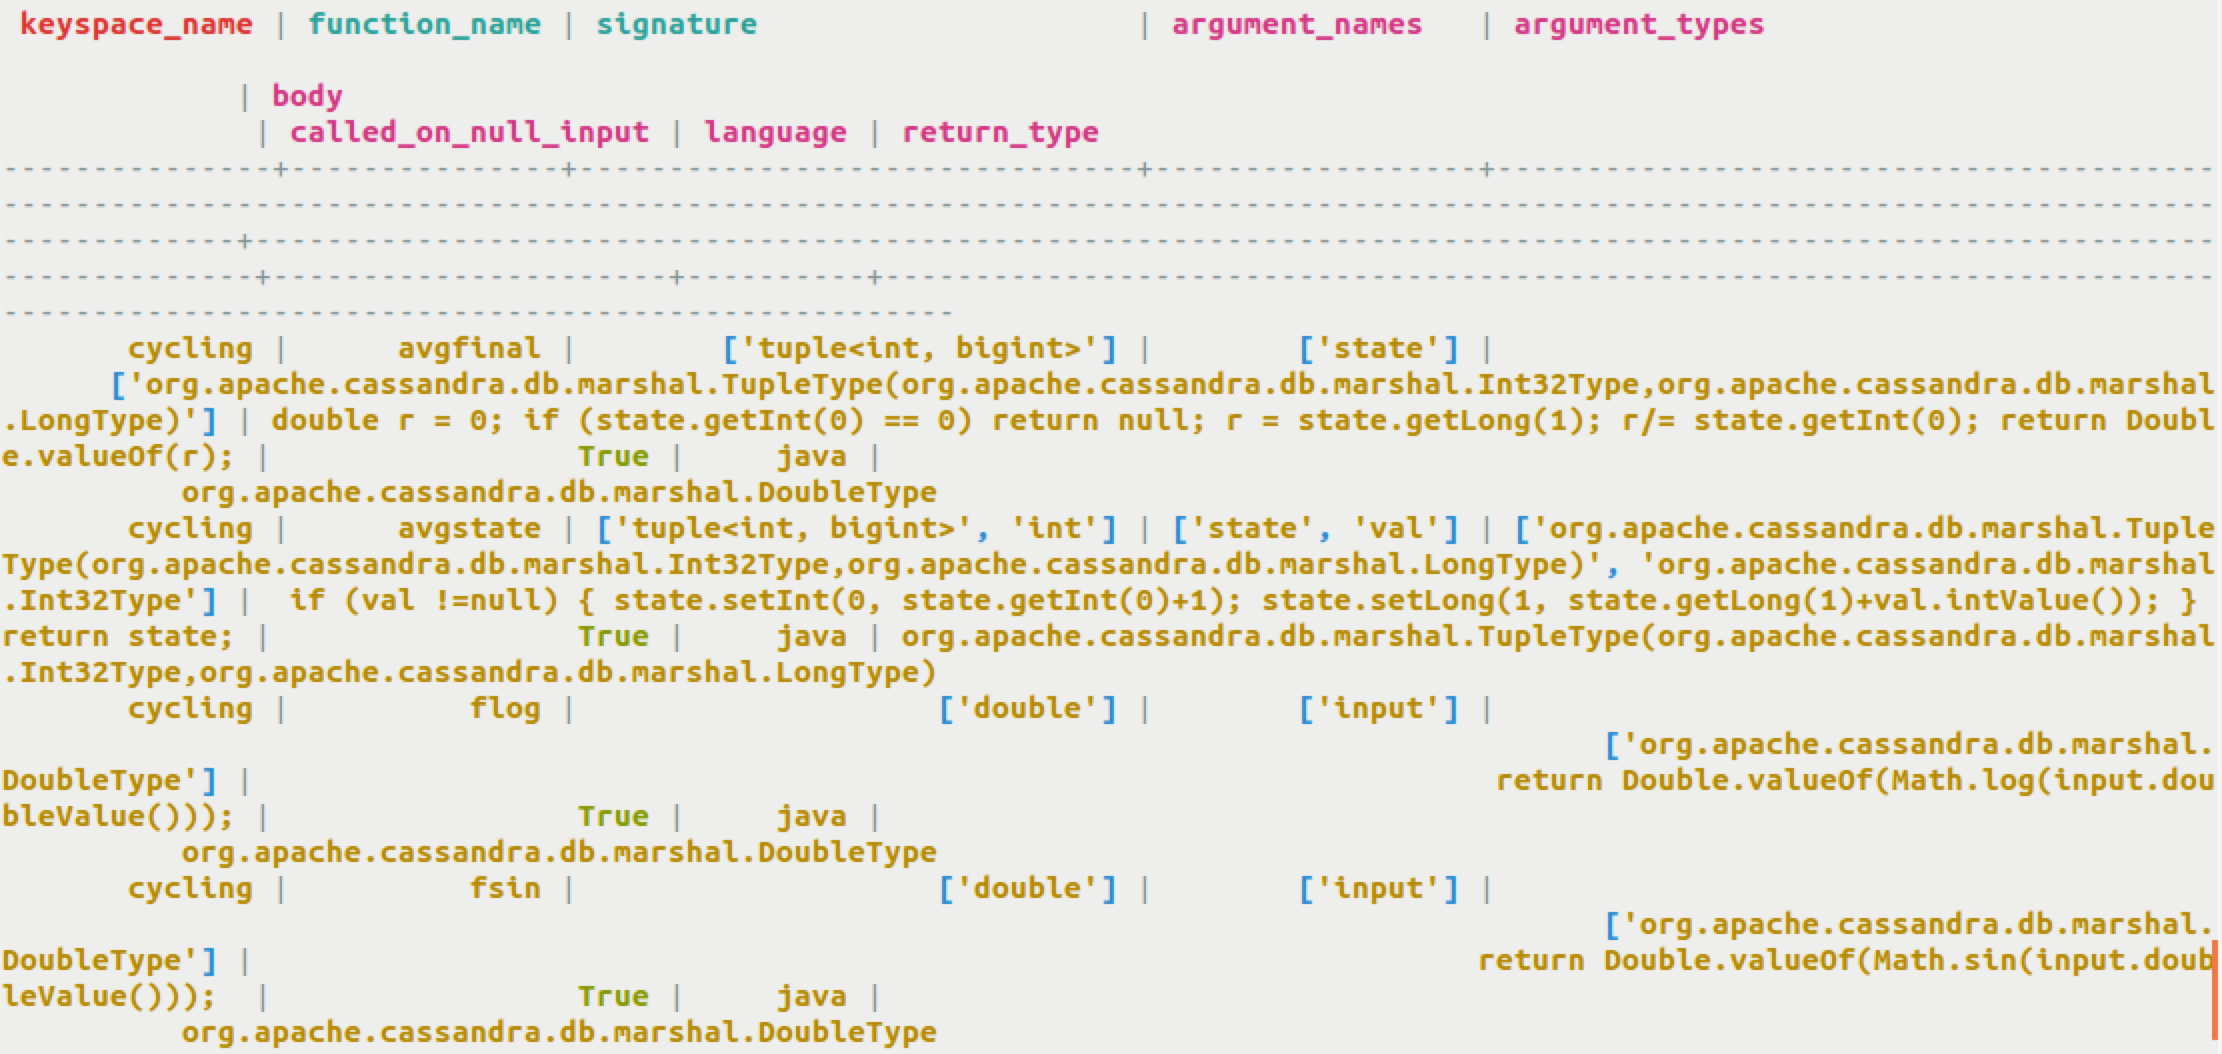 keyspace_name | function_name | signature | argument_names | argument_types
| body
| called_on_null_input | language | return_type
---------------+---------------+-------------------------------+------------------+----------------------------------------
---------------------------------------------------------------------------------------------------------------------------
-------------+-------------------------------------------------------------------------------------------------------------
--------------+-----------------------+----------+--------------------------------------------------------------------------
-----------------------------------------------------
cycling | avgfinal | ['tuple<int, bigint>'] | ['state'] |
['org.apache.cassandra.db.marshal.TupleType(org.apache.cassandra.db.marshal.Int32Type,org.apache.cassandra.db.marshal
.LongType)'] | double r = 0; if (state.getInt(0) == 0) return null; r = state.getLong(1); r/= state.getInt(0); return Doubl
e.valueOf(r); | True | java |
org.apache.cassandra.db.marshal.DoubleType
cycling | avgstate | ['tuple<int, bigint>', 'int'] | ['state', 'val'] | ['org.apache.cassandra.db.marshal.Tuple
Type(org.apache.cassandra.db.marshal.Int32Type,org.apache.cassandra.db.marshal.LongType)', 'org.apache.cassandra.db.marshal
.Int32Type'] | if (val !=null) { state.setInt(0, state.getInt(0)+1); state.setLong(1, state.getLong(1)+val.intValue()); }
return state; | True | java | org.apache.cassandra.db.marshal.TupleType(org.apache.cassandra.db.marshal
.Int32Type,org.apache.cassandra.db.marshal.LongType)
cycling | flog | ['double'] | ['input'] |
['org.apache.cassandra.db.marshal.
DoubleType'] | return Double.valueOf(Math.log(input.dou
bleValue())); | True | java |
org.apache.cassandra.db.marshal.DoubleType
cycling | fsin | ['double'] | ['input'] |
['org.apache.cassandra.db.marshal.
DoubleType'] | return Double.valueOf(Math.sin(input.doub
leValue())); | True | java |
org.apache.cassandra.db.marshal.DoubleType